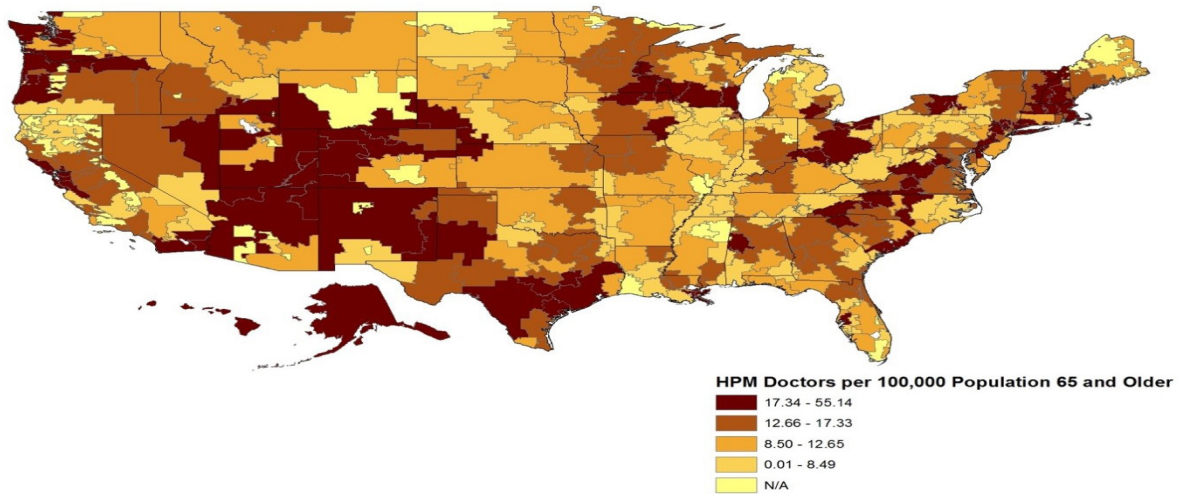 HPM Doctors per 100,000 Population 65 and Older
17.34 - 55.14
12.66 - 17.33
8.50 - 12.65
0.01 - 8.49
N/A